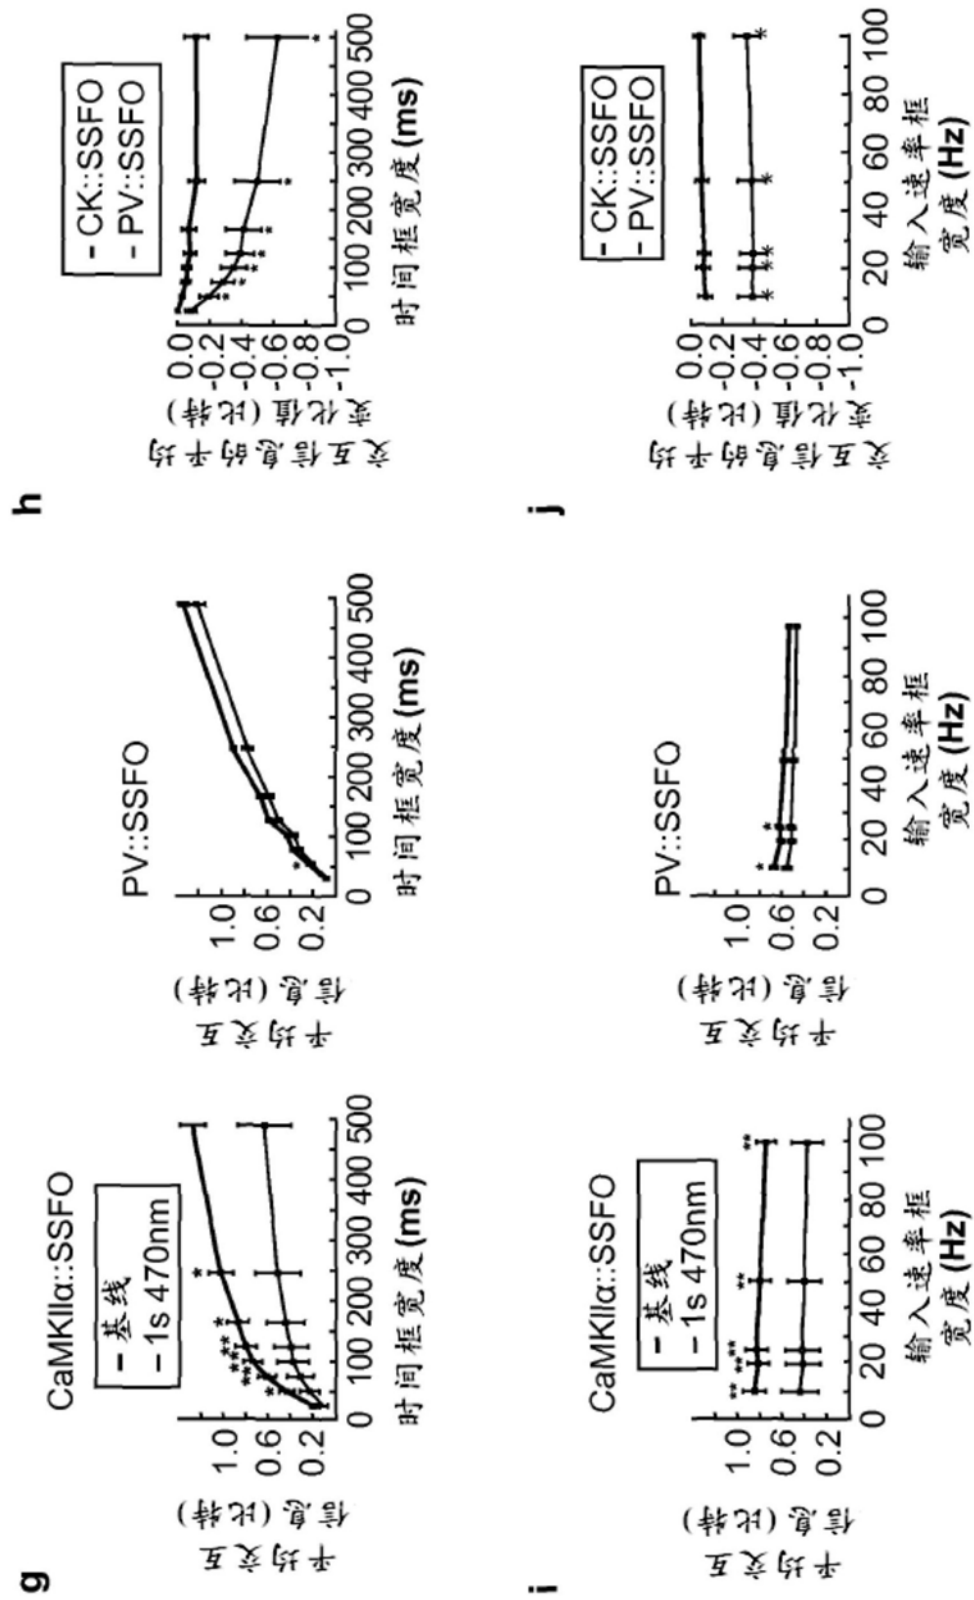 g
CaMKIIα::SSFO
基线
1s 470nm
平均交互
信息(比特)
1.0
0.6
0.2
*
**
**
**
*
*
0 100 200 300 400 500
时间框宽度(ms)
PV::SSFO
平均交互
信息(比特)
1.0
0.6
0.2
*
0 100 200 300 400 500
时间框宽度(ms)
h
CK::SSFO
PV::SSFO
交互信息的平均
变化值(比特)
0.0
-0.2
-0.4
-0.6
-0.8
-1.0
* * * * * * *
0 100 200 300 400 500
时间框宽度(ms)
i
CaMKIIα::SSFO
基线
1s 470nm
平均交互
信息(比特)
1.0
0.6
0.2
** ** ** ** **
0 20 40 60 80 100
输入速率框
宽度(Hz)
PV::SSFO
平均交互
信息(比特)
1.0
0.6
0.2
* *
0 20 40 60 80 100
输入速率框
宽度(Hz)
j
CK::SSFO
PV::SSFO
交互信息的平均
变化值(比特)
0.0
-0.2
-0.4
-0.6
-0.8
-1.0
* * * * *
0 20 40 60 80 100
输入速率框
宽度(Hz)